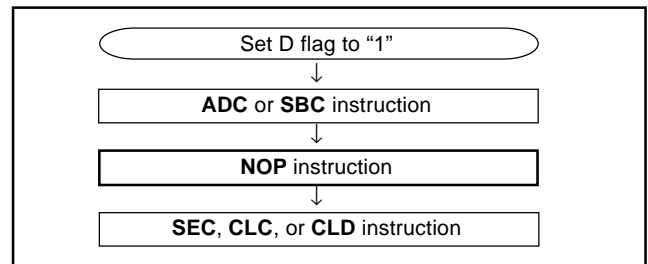 Set D flag to “1”
ADC or SBC instruction
NOP instruction
SEC, CLC, or CLD instruction